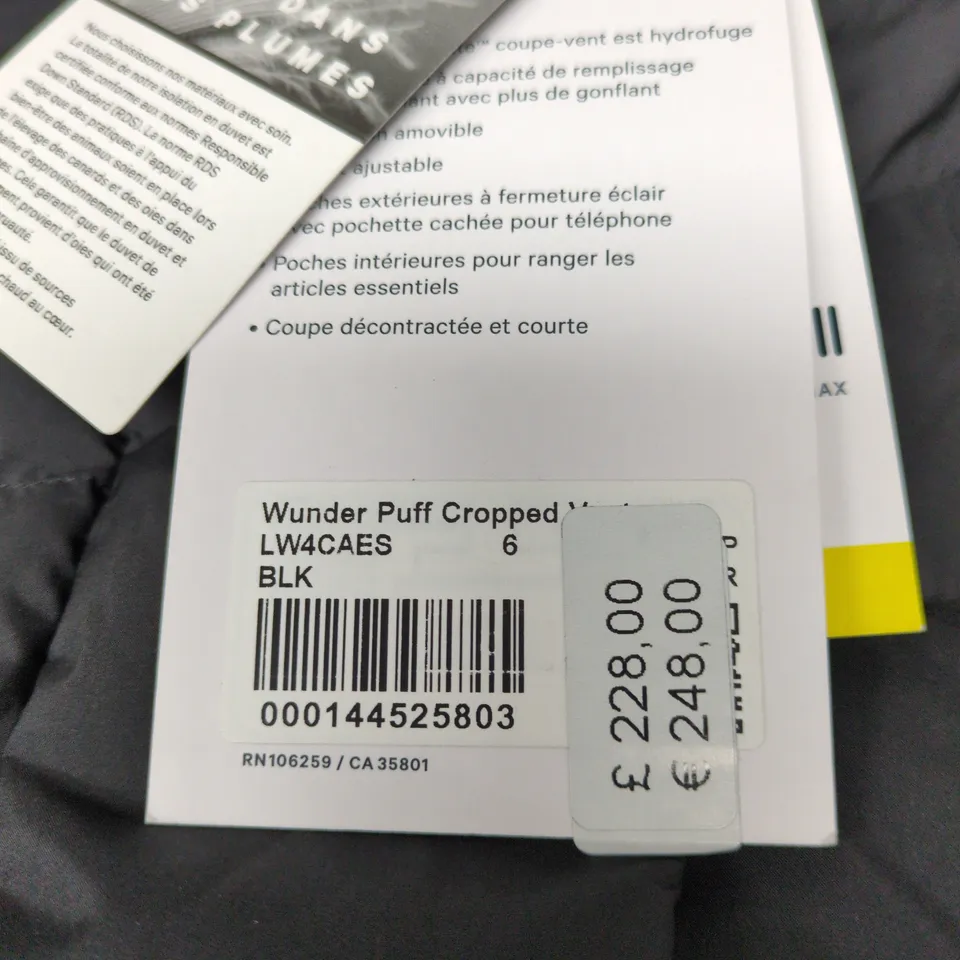 DANS
PLUMES
Nous choisissons nos matériaux avec soin.
La totalité de notre isolation en duvet est
certifiée conforme aux normes Responsible
Down Standard (RDS). La norme RDS
exige que des pratiques à l'appui du
bien-être des animaux soient en place lors
de l'élevage des canards et des oies dans
chaîne d'approvisionnement en duvet et
Cela garantit que le duvet de
provient d'oies qui ont été
cruauté.
issu de sources
chaud au cœur.
coupe-vent est hydrofuge
à capacité de remplissage
avec plus de gonflant
amovible
ajustable
extérieures à fermeture éclair
avec pochette cachée pour téléphone
Poches intérieures pour ranger les
articles essentiels
• Coupe décontractée et courte
AX
Wunder Puff Cropped
LW4CAES 6
BLK
000144525803
RN106259 / CA 35801
£ 228,00
€ 248,00